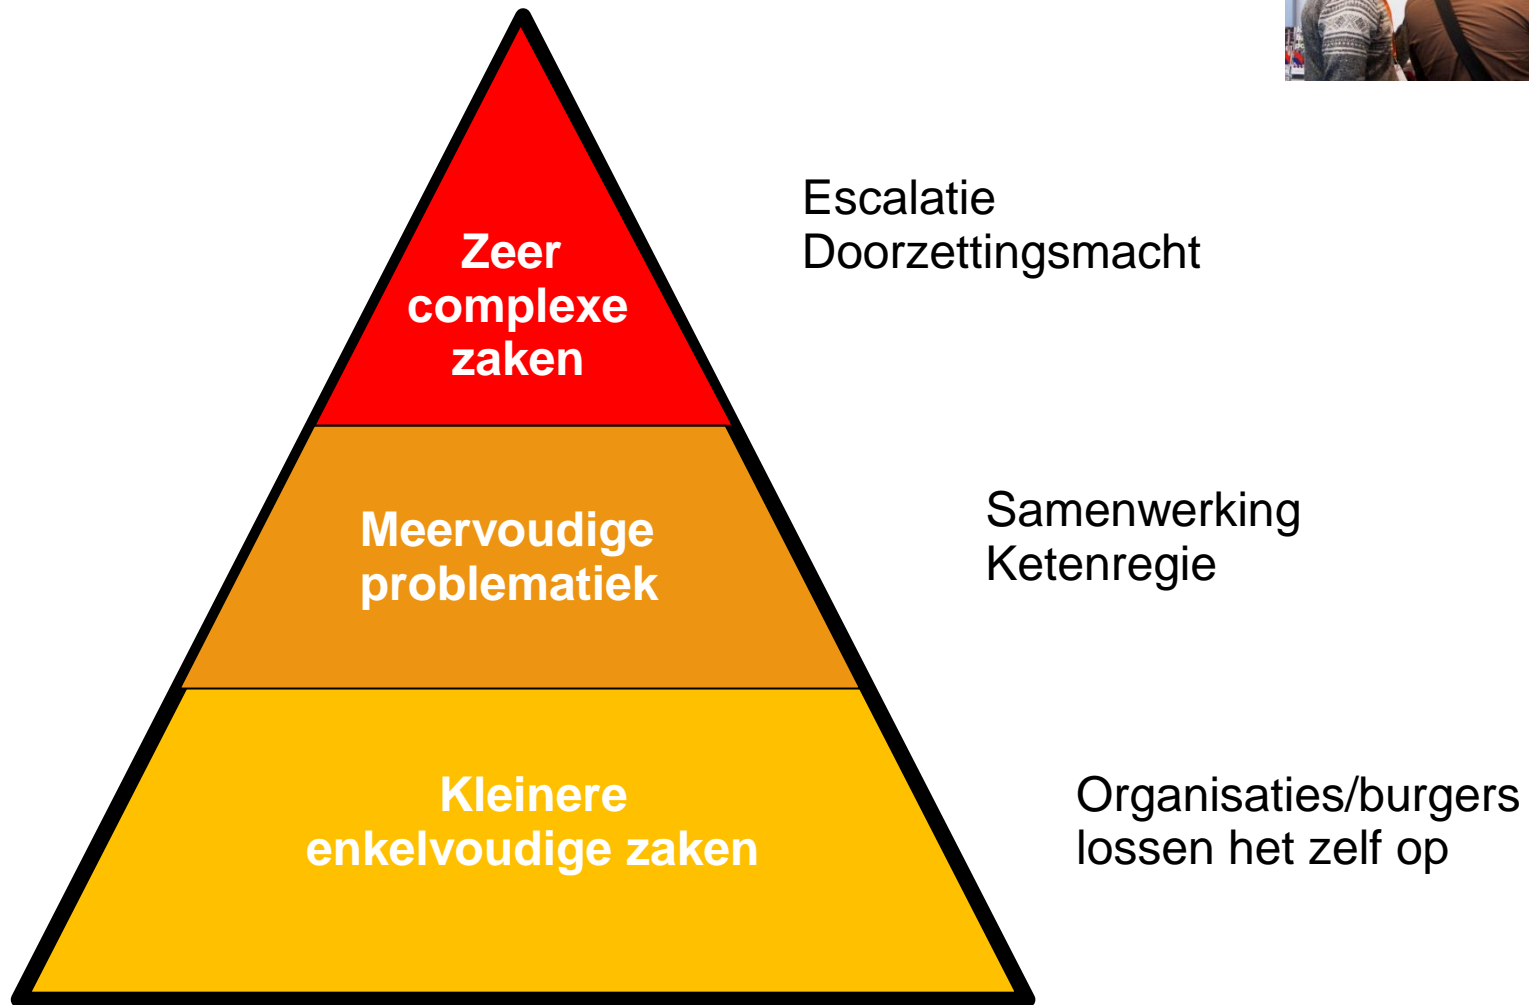 Escalatie
Doorzettingsmacht
Zeer
complexe
zaken
Samenwerking
Ketenregie
Meervoudige
problematiek
Organisaties/burgers
lossen het zelf op
Kleinere
enkelvoudige zaken